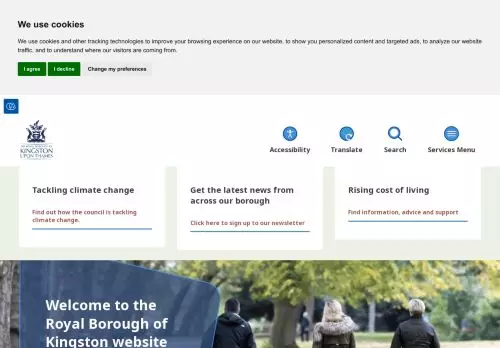 We use cookies
We use cookies and other tracking technologies to improve your browsing experience on our website, to show you personalized content and targeted ads, to analyze our website
traffic, and to understand where our visitors are coming from.
I agree
I decline
Change my preferences
KINGSTON
UPON THAMES
Accessibility
Translate
Search
Services Menu
Tackling climate change
Find out how the council is tackling
climate change.
Get the latest news from
across our borough
Click here to sign up to our newsletter
Rising cost of living
Find information, advice and support
Welcome to the
Royal Borough of
Kingston website